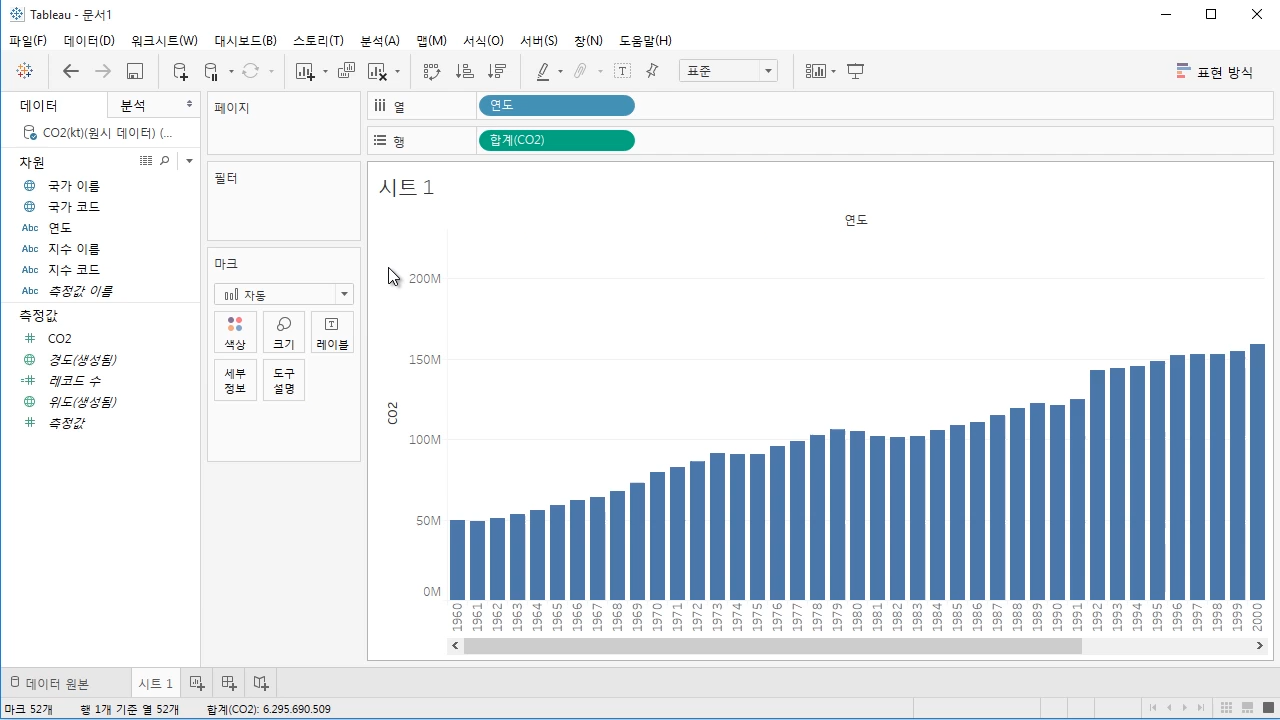 Tableau - 문서1
파일(F) 데이터(D) 워크시트(W) 대시보드(B) 스토리(T) 분석(A) 맵(M) 서식(O) 서버(S) 창(N) 도움말(H)
표준
표현 방식
데이터 분석
CO2(kt)(원시 데이터) (...
차원
국가 이름
국가 코드
Abc 연도
Abc 지수 이름
Abc 지수 코드
Abc 측정값 이름
측정값
CO2
경도(생성됨)
레코드 수
위도(생성됨)
측정값
페이지
필터
마크
자동
색상 크기 레이블
세부 정보 도구 설명
열 연도
행 합계(CO2)
시트 1
연도
CO2
200M
150M
100M
50M
0M
1960 1961 1962 1963 1964 1965 1966 1967 1968 1969 1970 1971 1972 1973 1974 1975 1976 1977 1978 1979 1980 1981 1982 1983 1984 1985 1986 1987 1988 1989 1990 1991 1992 1993 1994 1995 1996 1997 1998 1999 2000
데이터 원본 시트 1
마크 52개 행 1개 기준 열 52개 합계(CO2): 6.295.690.509